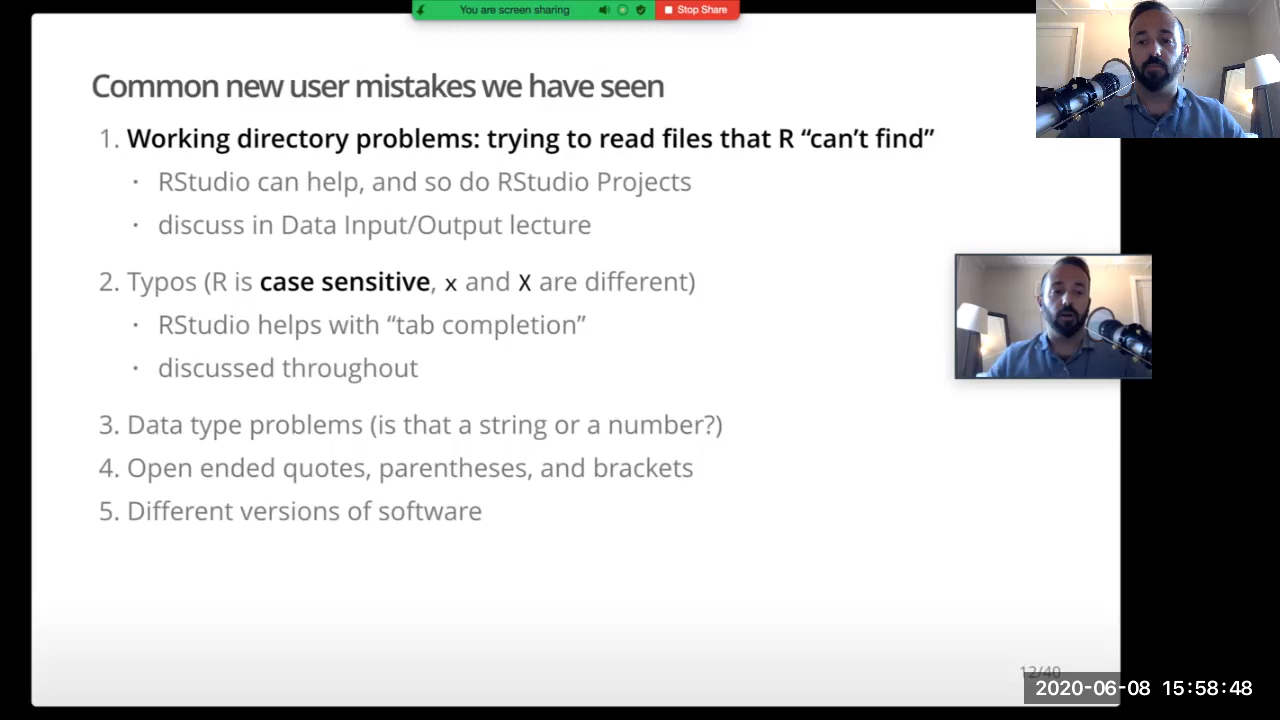 You are screen sharing
Stop Share
Common new user mistakes we have seen
1. Working directory problems: trying to read files that R “can’t find”
· RStudio can help, and so do RStudio Projects
· discuss in Data Input/Output lecture
2. Typos (R is case sensitive, x and X are different)
· RStudio helps with “tab completion”
· discussed throughout
3. Data type problems (is that a string or a number?)
4. Open ended quotes, parentheses, and brackets
5. Different versions of software
12/40
2020-06-08 15:58:48